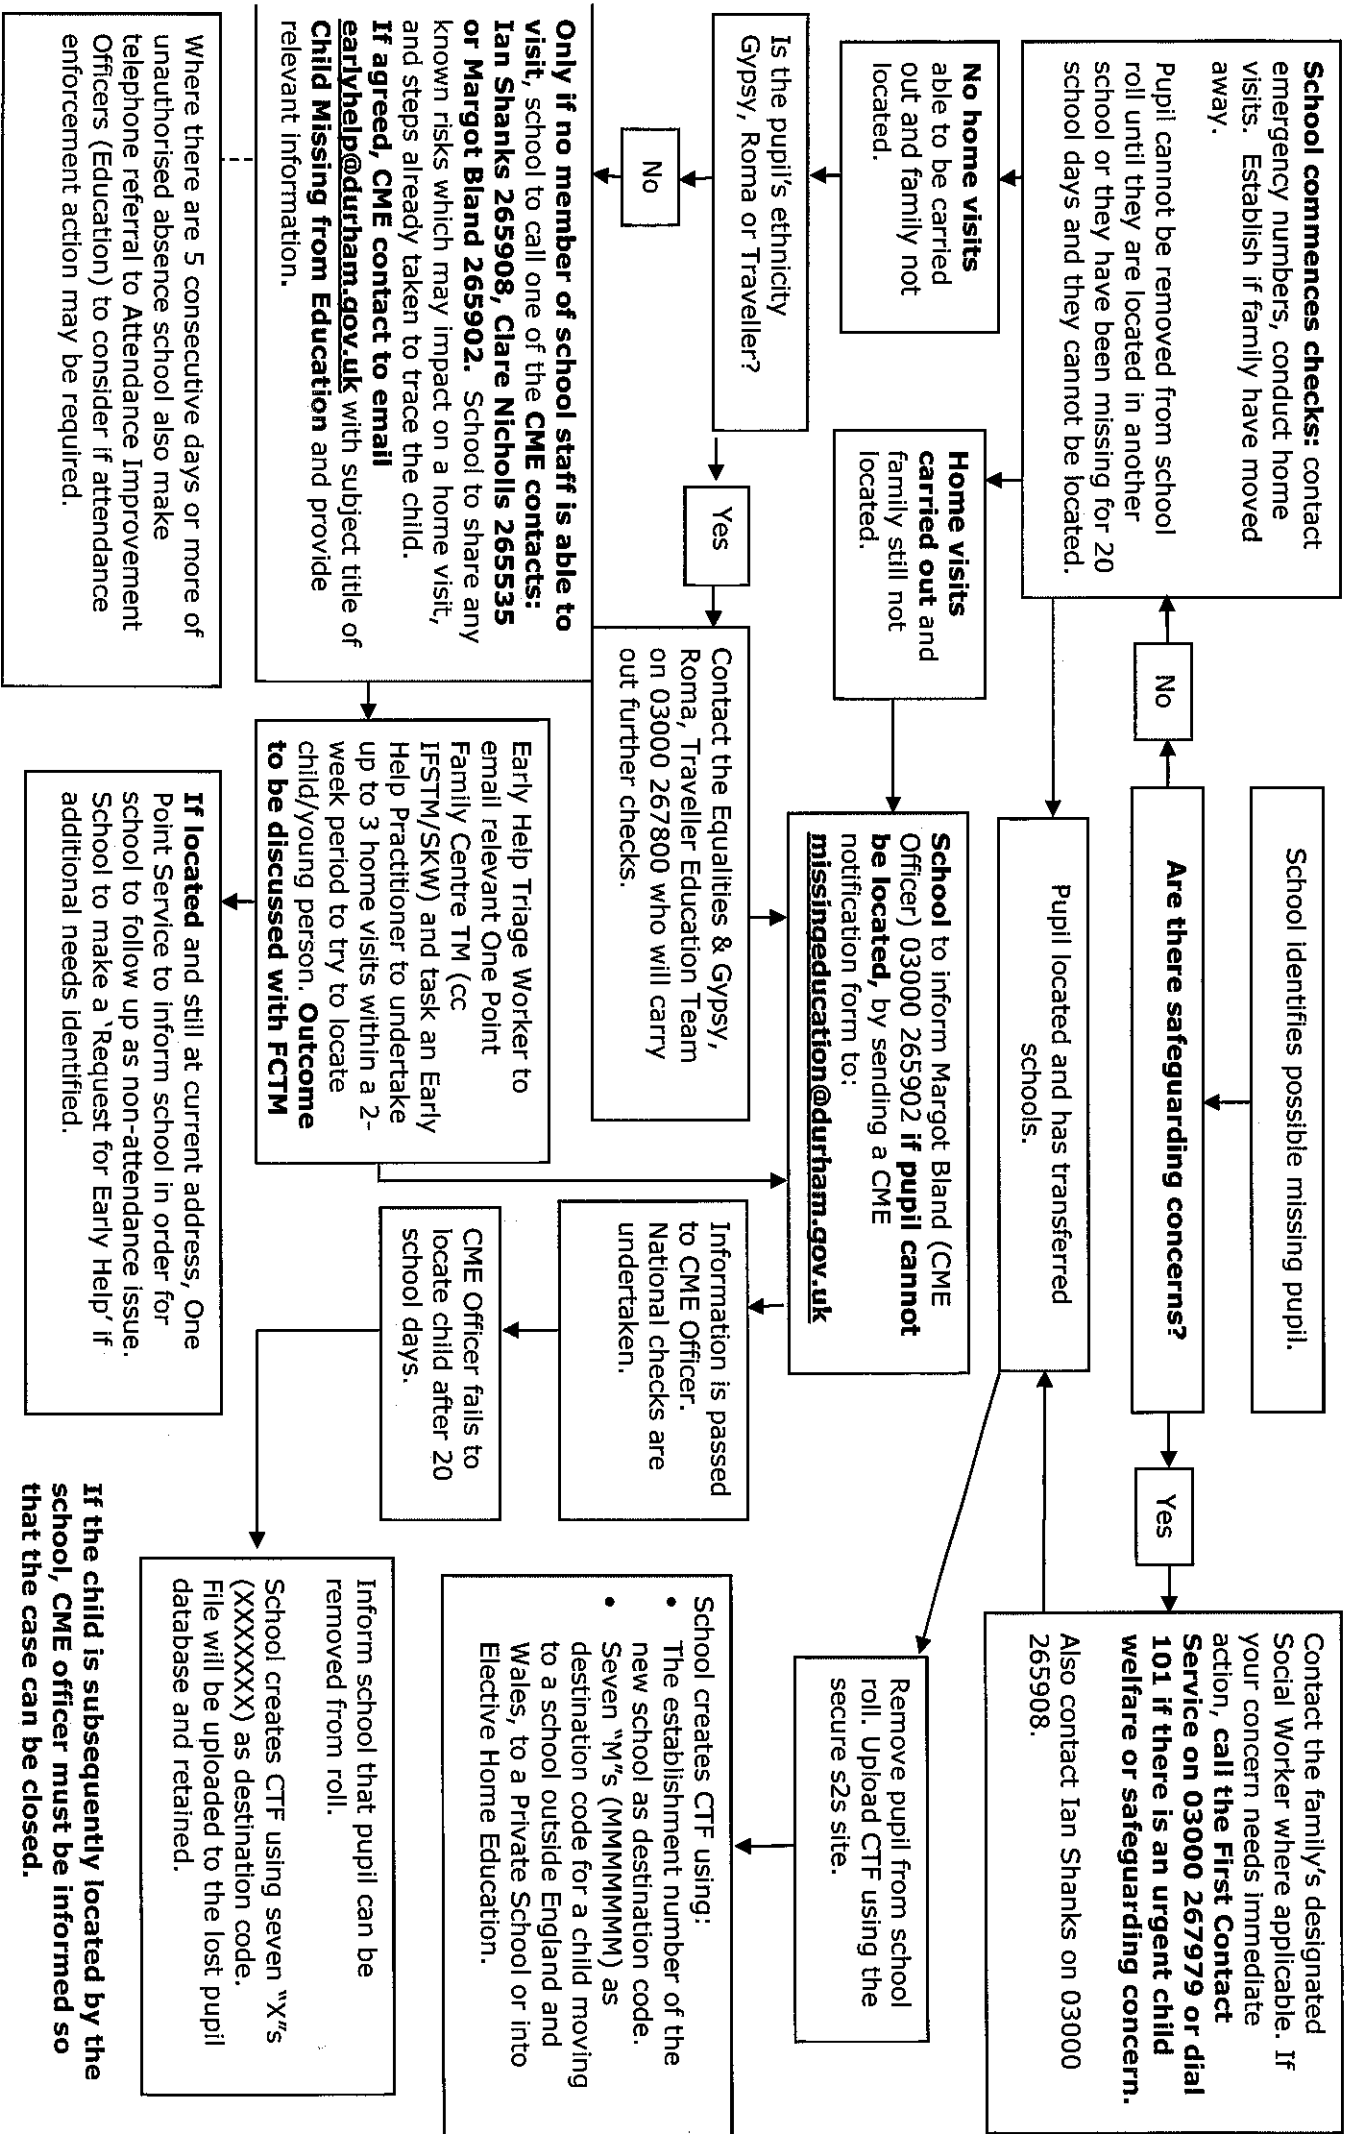 School identifies possible missing pupil.
Are there safeguarding concerns?
No
Yes
School commences checks: contact
emergency numbers, conduct home
visits.  Establish if family have moved
away.
Pupil cannot be removed from school
roll until they are located in another
school or they have been missing for 20
school days and they cannot be located.
Contact the family's designated
Social Worker where applicable. If
your concern needs immediate
action, call the First Contact
Service on 03000 267979 or dial
101 if there is an urgent child
welfare or safeguarding concern.
Also contact Ian Shanks on 03000
265908.
Pupil located and has transferred
schools.
No home visits
able to be carried
out and family not
located.
Home visits
carried out and
family still not
located.
School to inform Margot Bland (CME
Officer) 03000 265902 if pupil cannot
be located, by sending a CME
notification form to:
missingeducation@durham.gov.uk
Remove pupil from school
roll. Upload CTF using the
secure s2s site.
Is the pupil's ethnicity
Gypsy, Roma or Traveller?
Yes
No
Contact the Equalities & Gypsy,
Roma, Traveller Education Team
on 03000 267800 who will carry
out further checks.
Information is passed
to CME Officer.
National checks are
undertaken.
School creates CTF using:
• The establishment number of the
new school as destination code.
• Seven "M"s (MMMMMMM) as
destination code for a child moving
to a school outside England and
Wales, to a Private School or into
Elective Home Education.
Only if no member of school staff is able to
visit, school to call one of the CME contacts:
Ian Shanks 265908, Clare Nicholls 265535
or Margot Bland 265902.  School to share any
known risks which may impact on a home visit,
and steps already taken to trace the child.
If agreed, CME contact to email
earlyhelp@durham.gov.uk with subject title of
Child Missing from Education and provide
relevant information.
Early Help Triage Worker to
email relevant One Point
Family Centre TM (cc
IFSTM/SKW) and task an Early
Help Practitioner to undertake
up to 3 home visits within a 2-
week period to try to locate
child/young person. Outcome
to be discussed with FCTM
CME Officer fails to
locate child after 20
school days.
Inform school that pupil can be
removed from roll.
School creates CTF using seven "X"s
(XXXXXXX) as destination code.
File will be uploaded to the lost pupil
database and retained.
Where there are 5 consecutive days or more of
unauthorised absence school also make
telephone referral to Attendance Improvement
Officers (Education) to consider if attendance
enforcement action may be required.
If located and still at current address, One
Point Service to inform school in order for
school to follow up as non-attendance issue.
School to make a 'Request for Early Help' if
additional needs identified.
If the child is subsequently located by the
school, CME officer must be informed so
that the case can be closed.